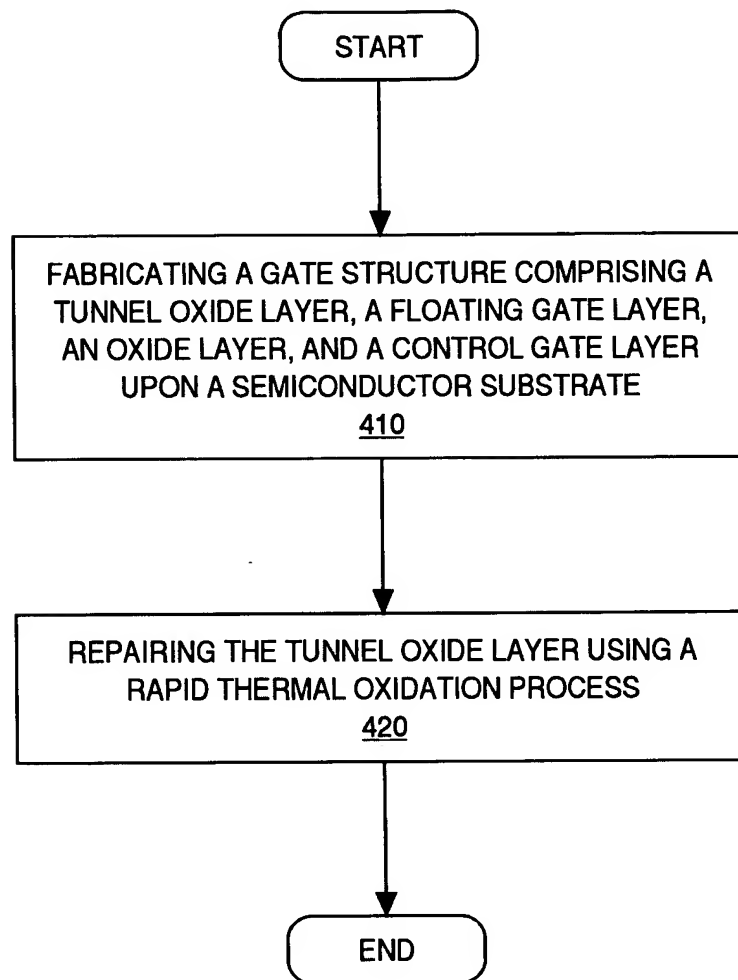 START
FABRICATING A GATE STRUCTURE COMPRISING A
TUNNEL OXIDE LAYER, A FLOATING GATE LAYER,
AN OXIDE LAYER, AND A CONTROL GATE LAYER
UPON A SEMICONDUCTOR SUBSTRATE
410
REPAIRING THE TUNNEL OXIDE LAYER USING A
RAPID THERMAL OXIDATION PROCESS
420
END